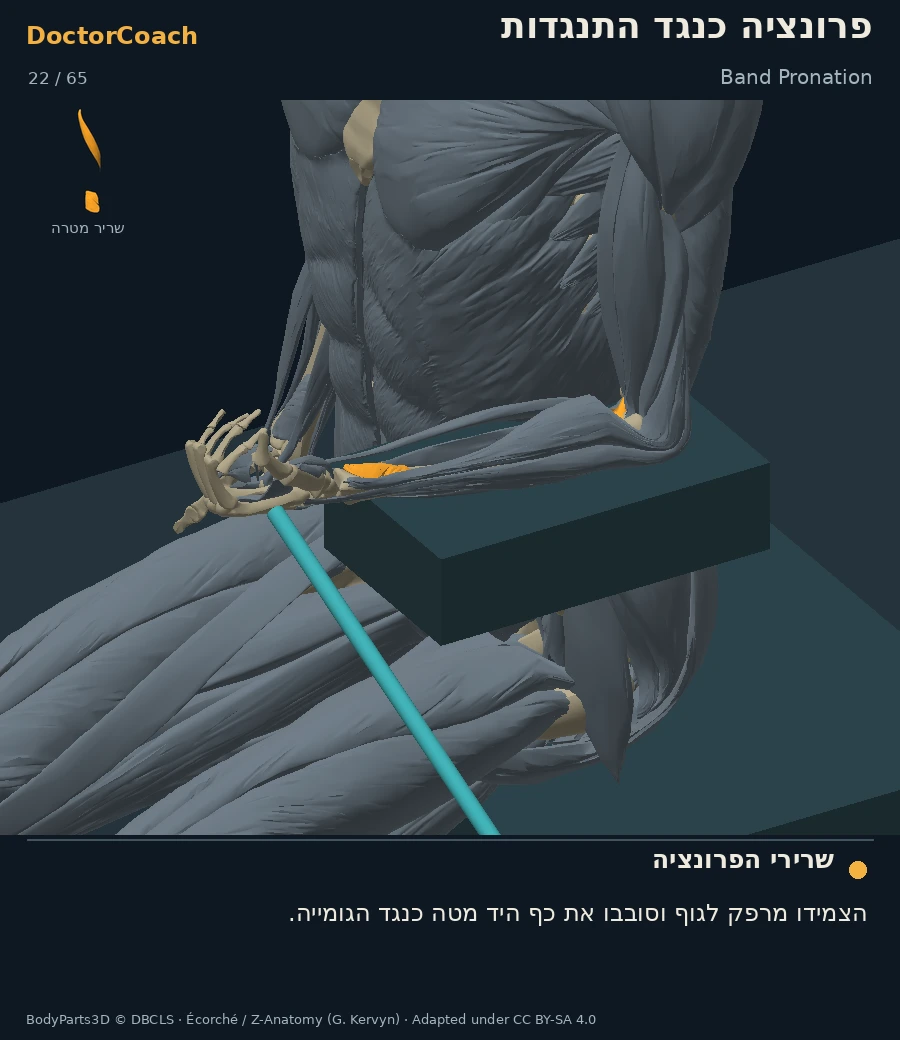 DoctorCoach
פרונציה כנגד התנגדות
22 / 65
Band Pronation
שריר מטרה
שרירי הפרונציה
הצמידו מרפק לגוף וסובבו את כף היד מטה כנגד הגומייה.
BodyParts3D © DBCLS · Écorché / Z-Anatomy (G. Kervyn) · Adapted under CC BY-SA 4.0